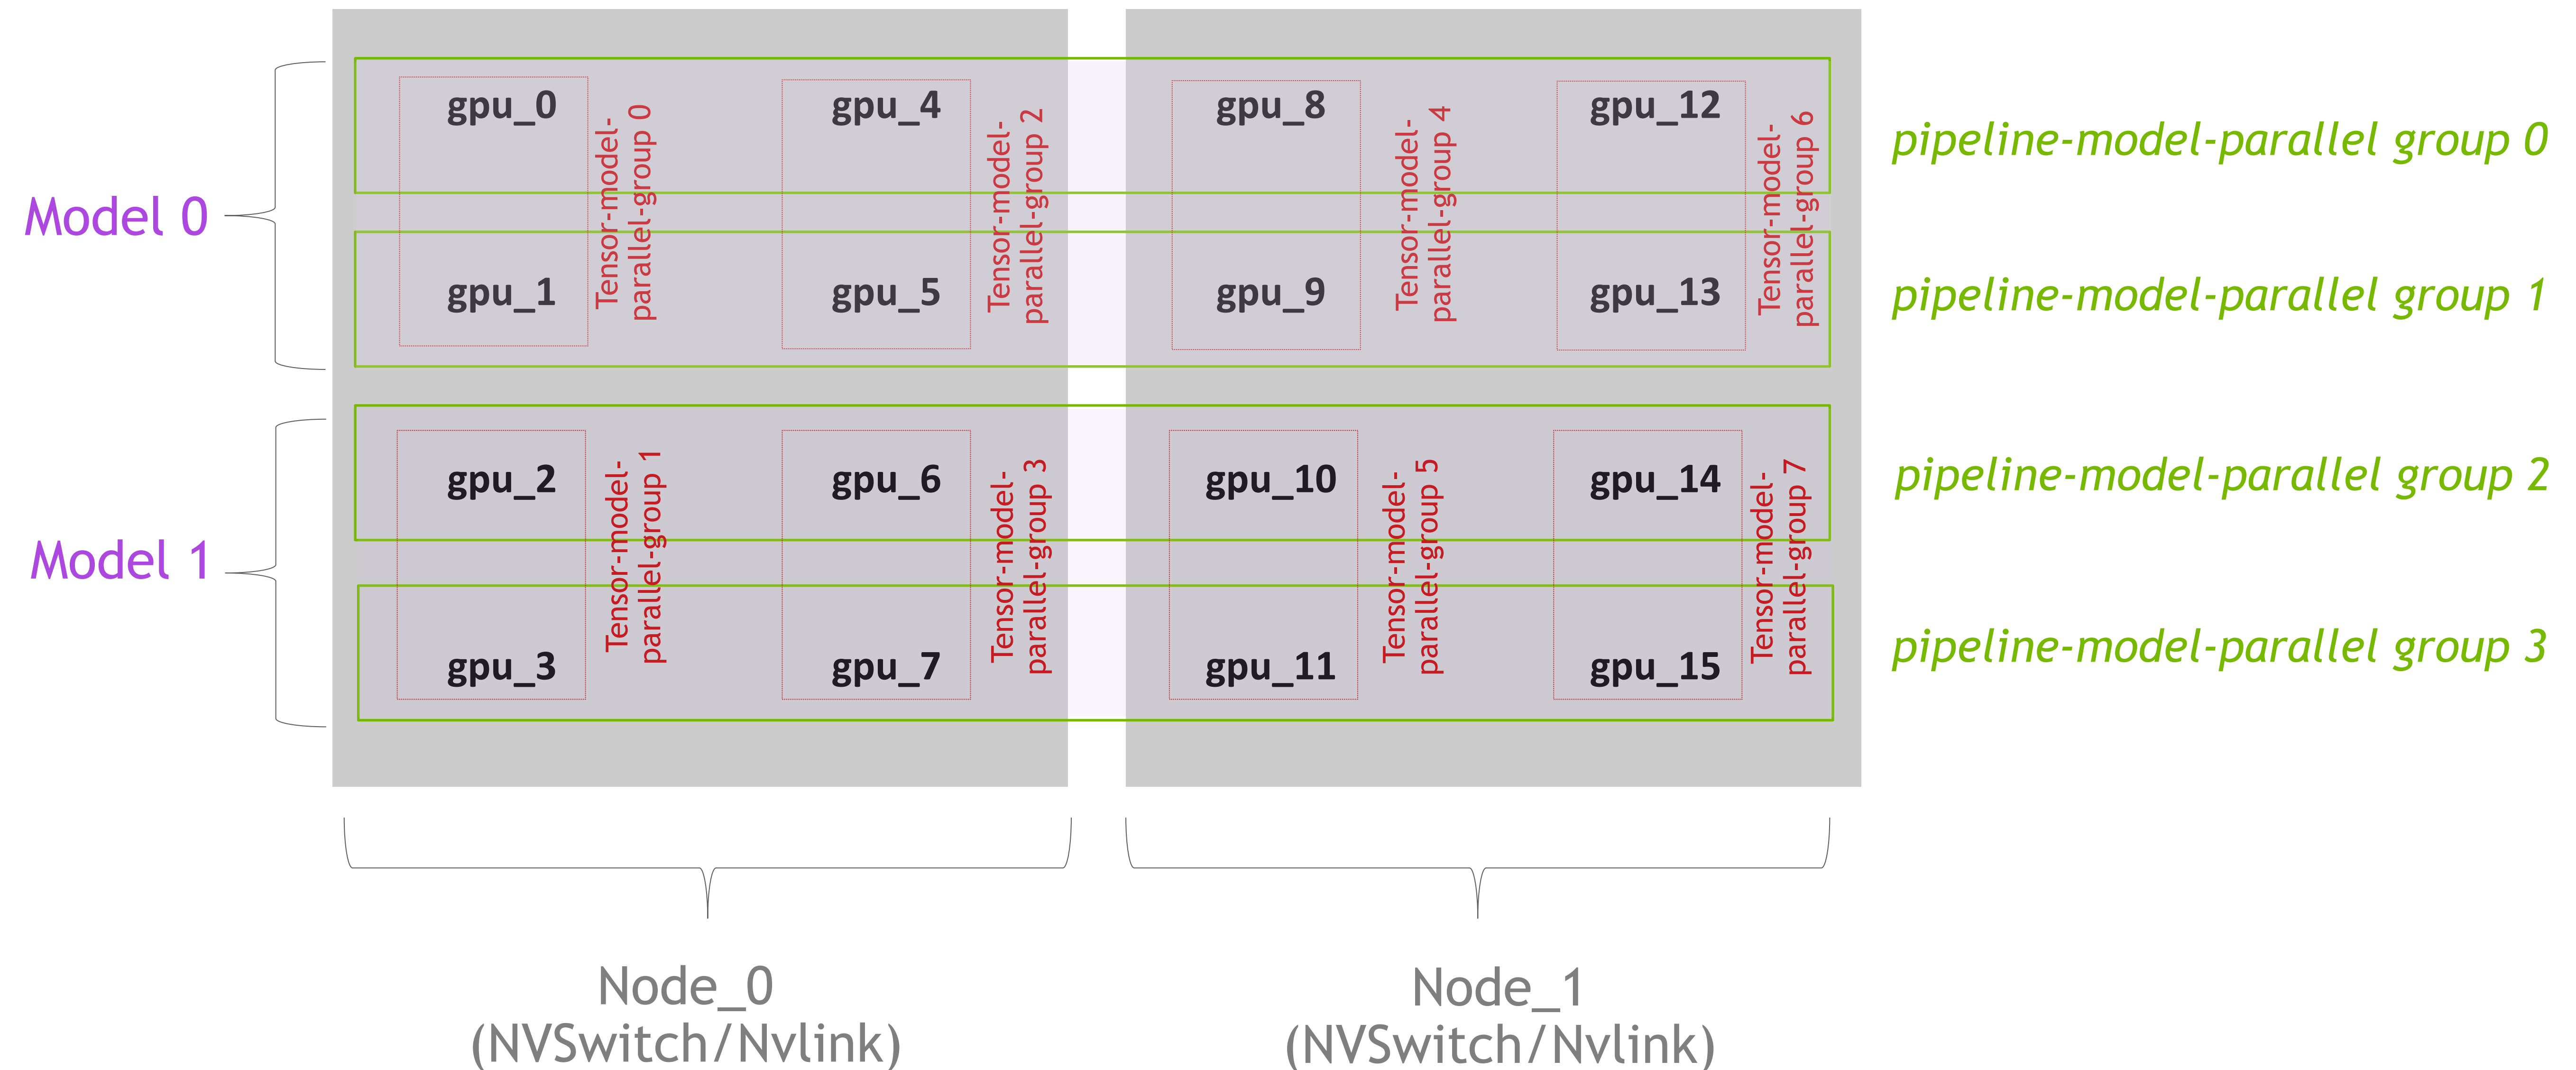 Model 0
gpu_0
Tensor-model-
parallel-group 0
gpu_4
Tensor-model-
parallel-group 2
gpu_8
Tensor-model-
parallel-group 4
gpu_12
Tensor-model-
parallel-group 6
pipeline-model-parallel group 0
gpu_1
gpu_5
gpu_9
gpu_13
pipeline-model-parallel group 1
Model 1
gpu_2
Tensor-model-
parallel-group 1
gpu_6
Tensor-model-
parallel-group 3
gpu_10
Tensor-model-
parallel-group 5
gpu_14
Tensor-model-
parallel-group 7
pipeline-model-parallel group 2
gpu_3
gpu_7
gpu_11
gpu_15
pipeline-model-parallel group 3
Node_0
(NVSwitch/Nvlink)
Node_1
(NVSwitch/Nvlink)